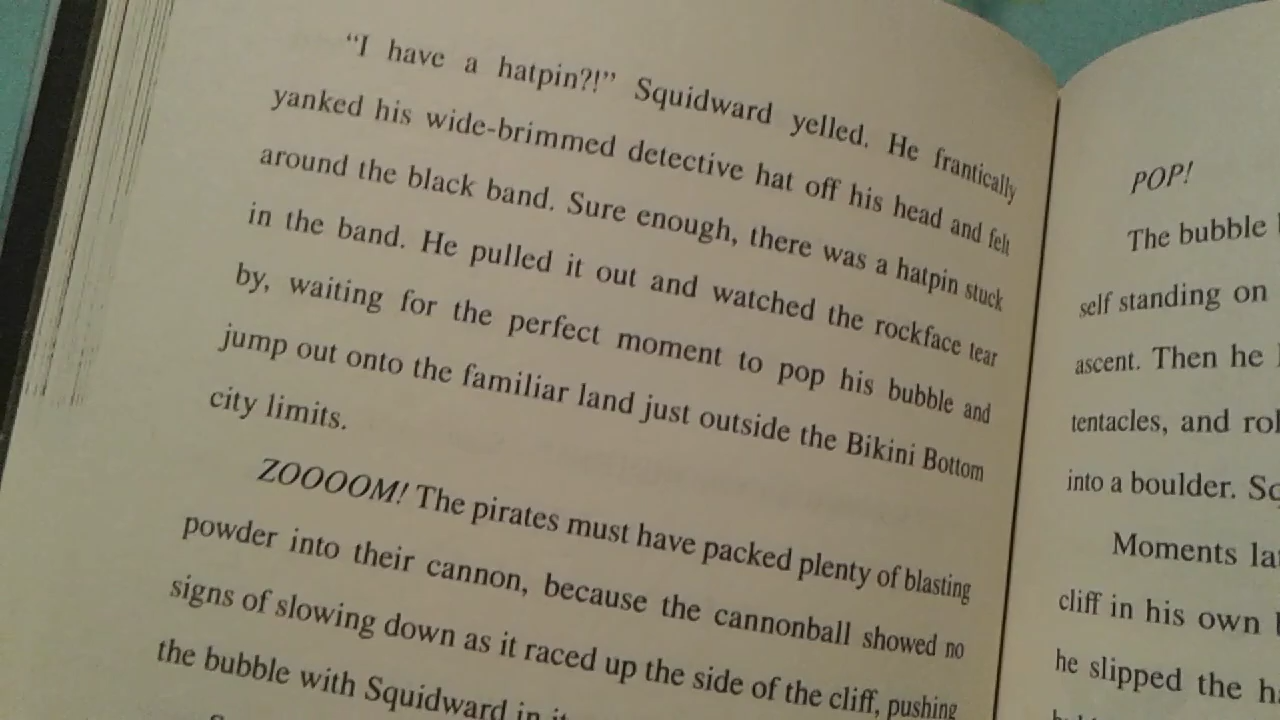 “I have a hatpin?!” Squidward yelled. He frantically
yanked his wide-brimmed detective hat off his head and felt
around the black band. Sure enough, there was a hatpin stuck
in the band. He pulled it out and watched the rockface tear
by, waiting for the perfect moment to pop his bubble and
jump out onto the familiar land just outside the Bikini Bottom
city limits.
ZOOOOM! The pirates must have packed plenty of blasting
powder into their cannon, because the cannonball showed no
signs of slowing down as it raced up the side of the cliff, pushing
the bubble with Squidward in
POP!
The bubble
self standing on
ascent. Then he
tentacles, and
into a boulder.
Moments
cliff in his own
he slipped the